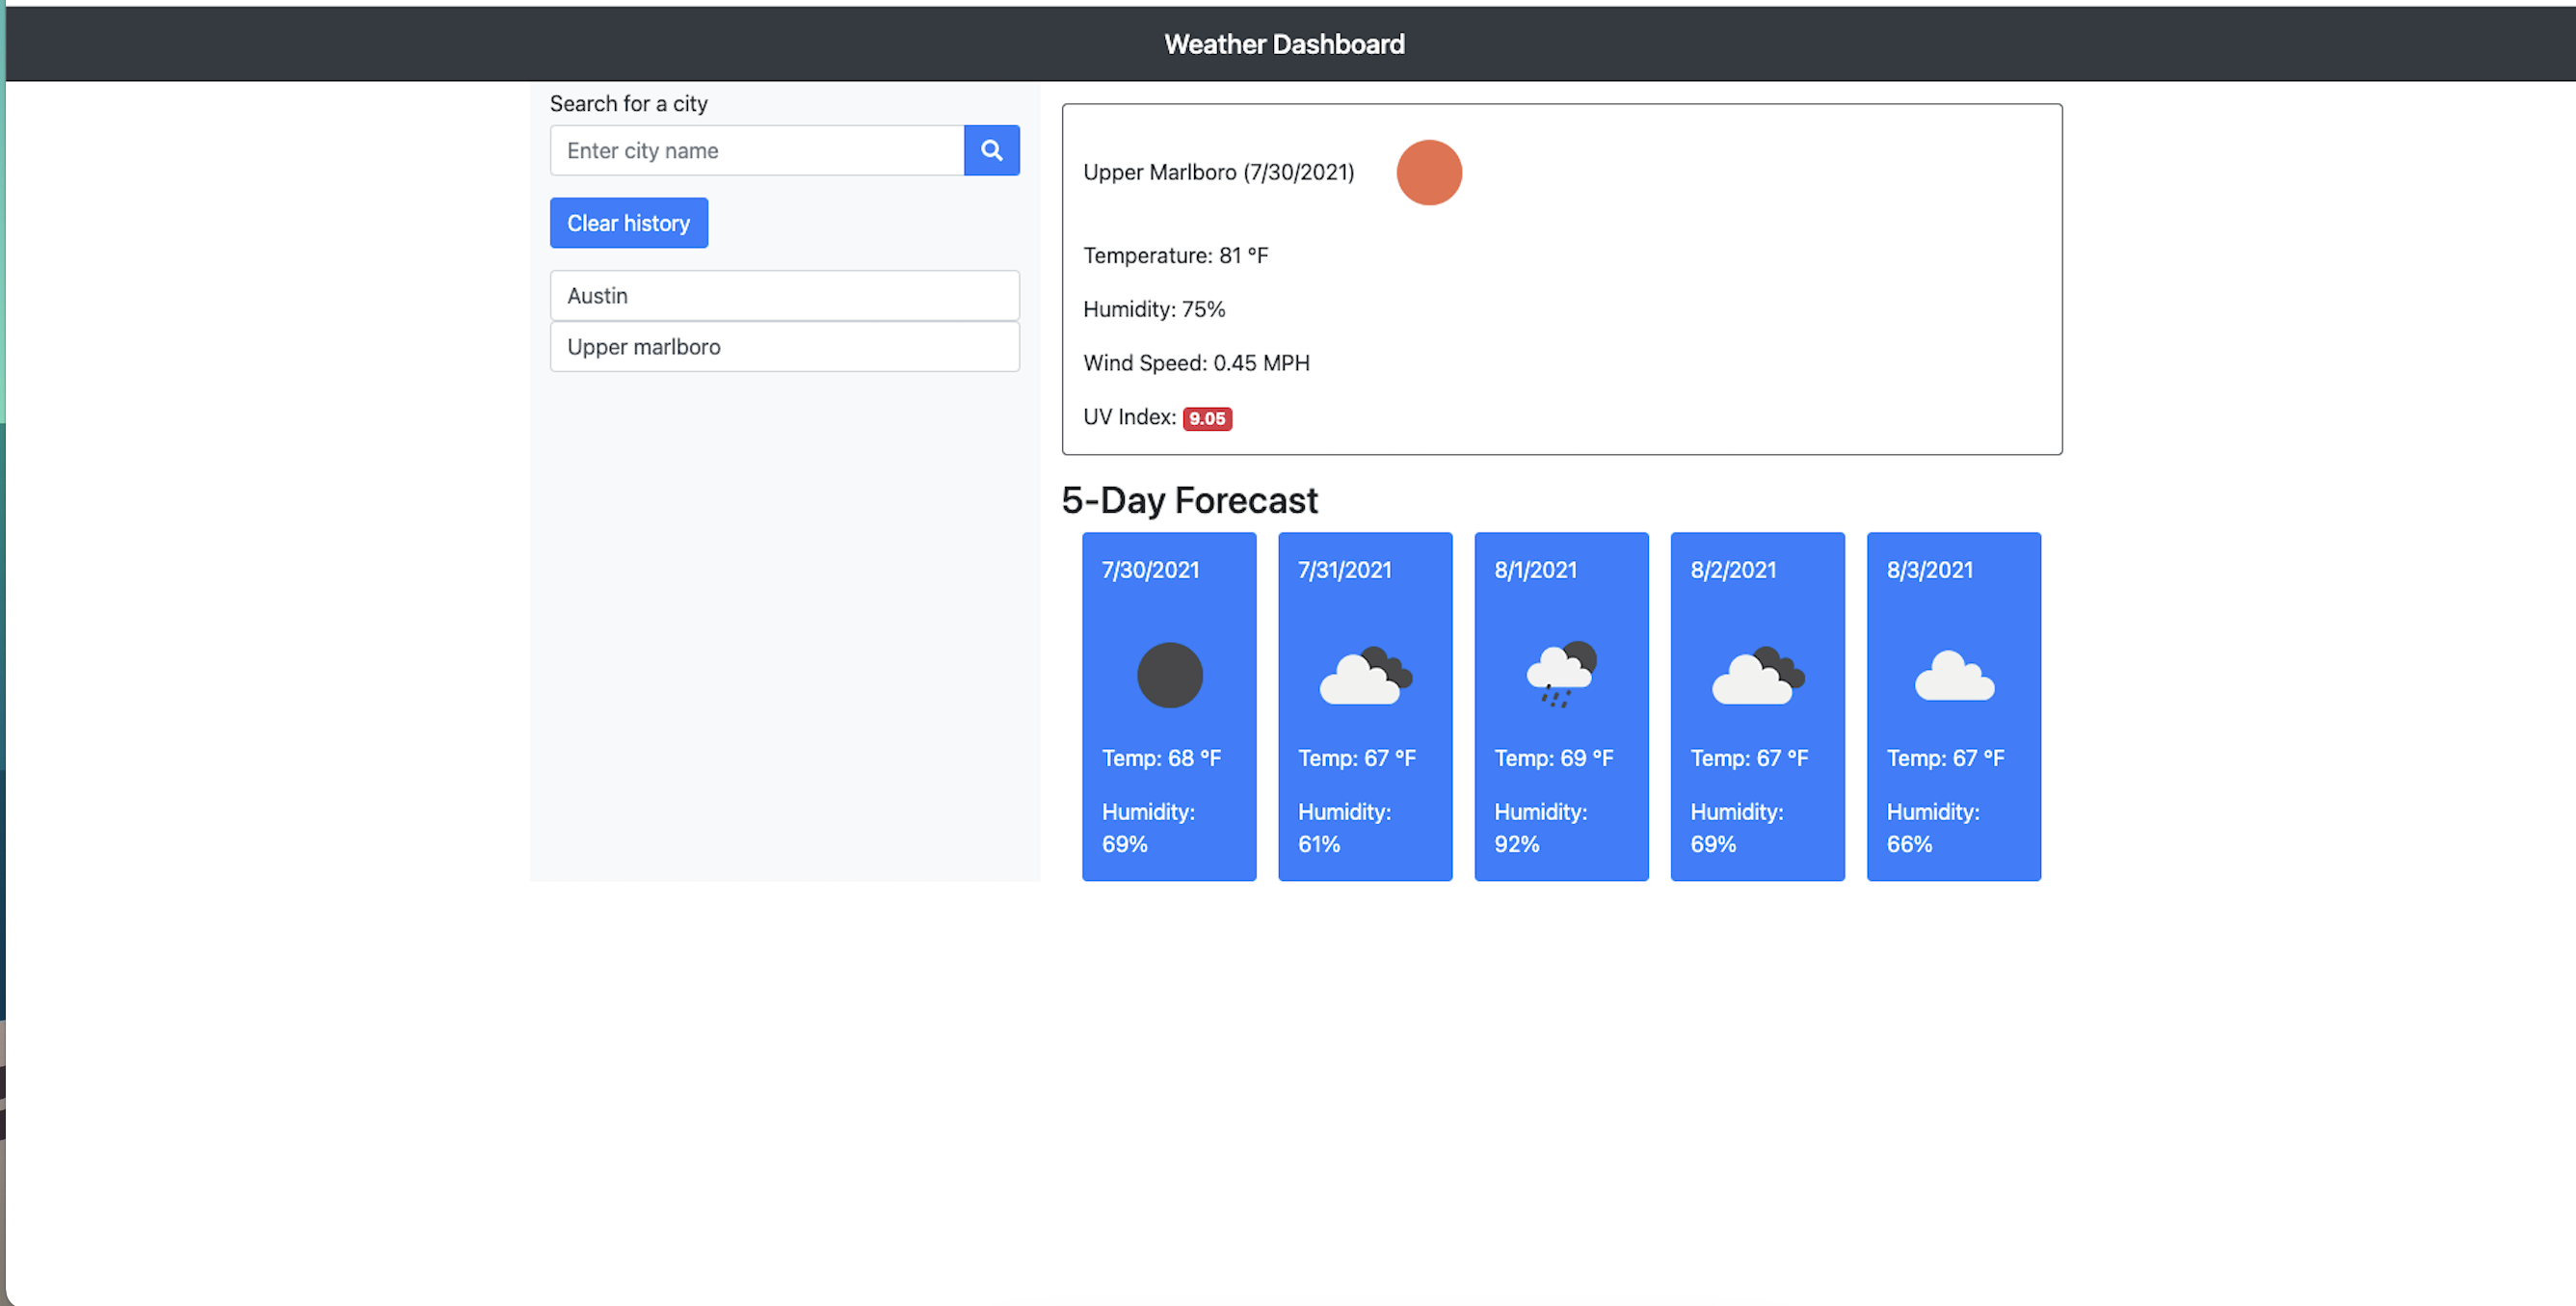 Weather Dashboard
Search for a city
Enter city name
Clear history
Austin
Upper marlboro
Upper Marlboro (7/30/2021)
Temperature: 81 °F
Humidity: 75%
Wind Speed: 0.45 MPH
UV Index: 9.05
5-Day Forecast
7/30/2021
Temp: 68 °F
Humidity:
69%
7/31/2021
Temp: 67 °F
Humidity:
61%
8/1/2021
Temp: 69 °F
Humidity:
92%
8/2/2021
Temp: 67 °F
Humidity:
69%
8/3/2021
Temp: 67 °F
Humidity:
66%